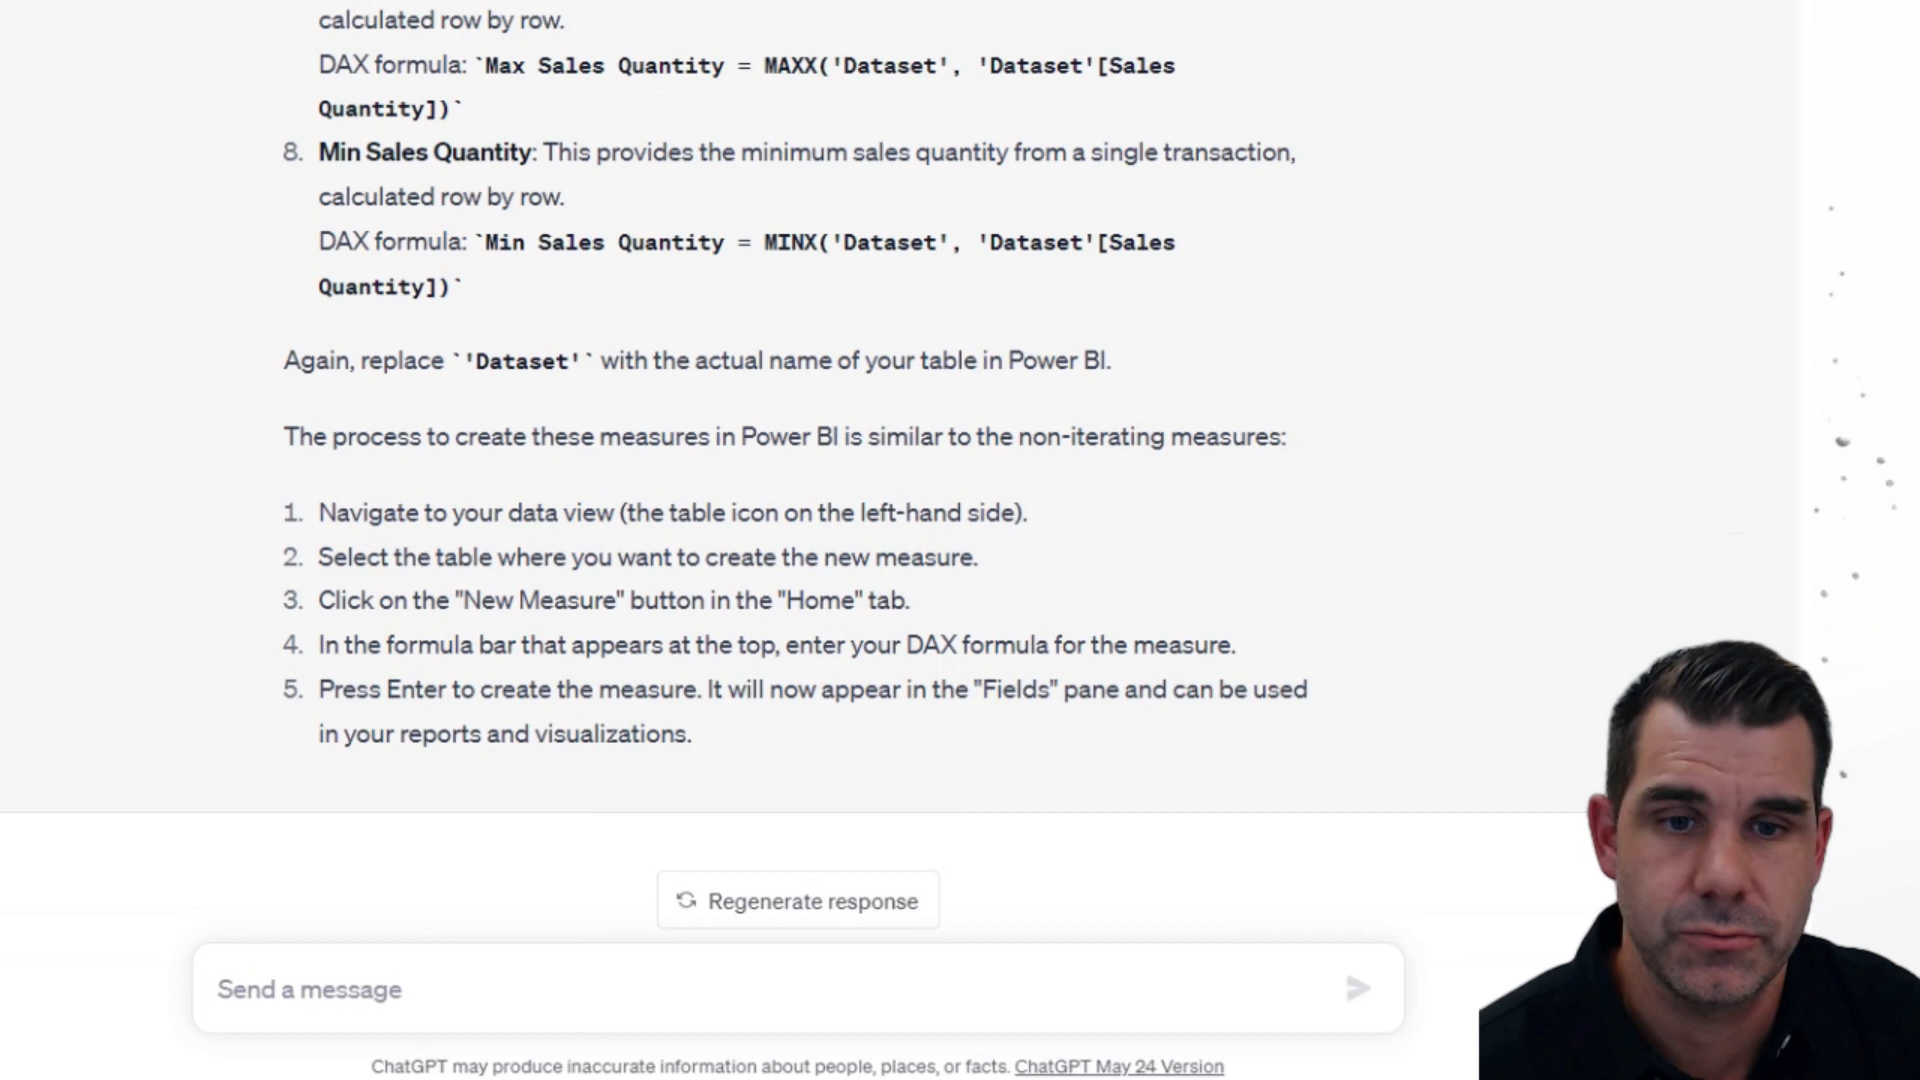 calculated row by row.
DAX formula: `Max Sales Quantity = MAXX('Dataset', 'Dataset'[Sales
Quantity])`
8. Min Sales Quantity: This provides the minimum sales quantity from a single transaction,
calculated row by row.
DAX formula: `Min Sales Quantity = MINX('Dataset', 'Dataset'[Sales
Quantity])`
Again, replace `'Dataset'` with the actual name of your table in Power BI.
The process to create these measures in Power BI is similar to the non-iterating measures:
1. Navigate to your data view (the table icon on the left-hand side).
2. Select the table where you want to create the new measure.
3. Click on the "New Measure" button in the "Home" tab.
4. In the formula bar that appears at the top, enter your DAX formula for the measure.
5. Press Enter to create the measure. It will now appear in the "Fields" pane and can be used
in your reports and visualizations.
Regenerate response
Send a message
ChatGPT may produce inaccurate information about people, places, or facts. ChatGPT May 24 Version